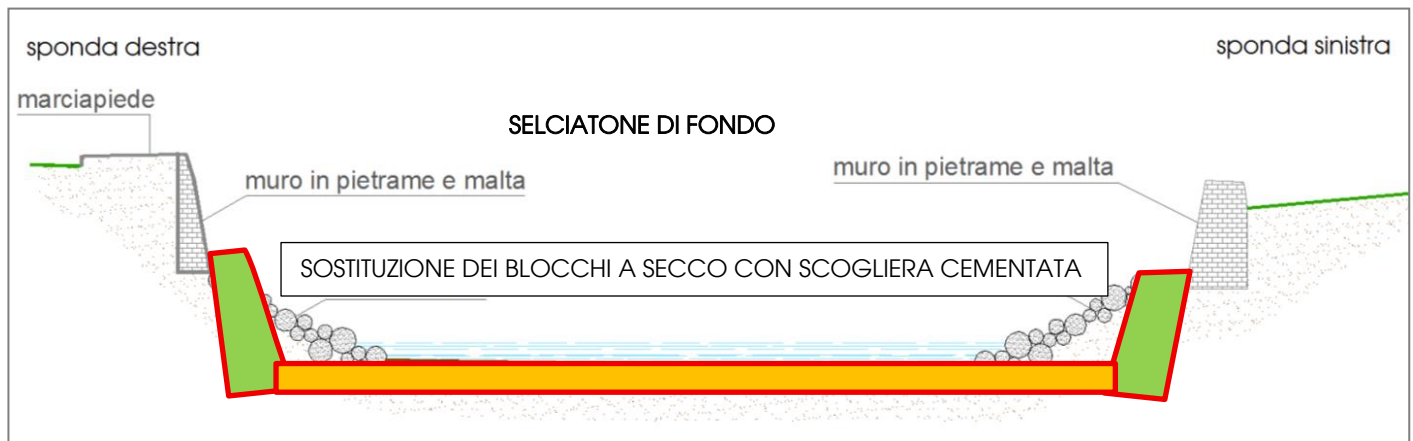 sponda destra
sponda sinistra
marciapiede
SELCIATONE DI FONDO
muro in pietrame e malta
muro in pietrame e malta
SOSTITUZIONE DEI BLOCCHI A SECCO CON SCOGLIERA CEMENTATA